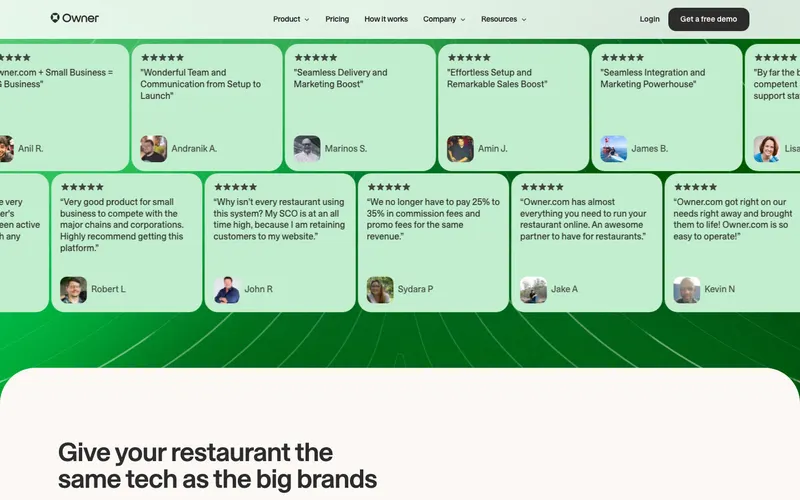 Owner
Product
Pricing
How it works
Company
Resources
Login
Get a free demo
wner.com + Small Business =
Business"
Anil R.
"Wonderful Team and
Communication from Setup to
Launch"
Andranik A.
"Seamless Delivery and
Marketing Boost"
Marinos S.
"Effortless Setup and
Remarkable Sales Boost"
Amin J.
"Seamless Integration and
Marketing Powerhouse"
James B.
"By far the b
competent
support sta
Lisa
e very
er's
een active
h any
“Very good product for small
business to compete with the
major chains and corporations.
Highly recommend getting this
platform.”
Robert L
“Why isn’t every restaurant using
this system? My SCO is at an all
time high, because I am retaining
customers to my website.”
John R
“We no longer have to pay 25% to
35% in commission fees and
promo fees for the same
revenue.”
Sydara P
“Owner.com has almost
everything you need to run your
restaurant online. An awesome
partner to have for restaurants.”
Jake A
“Owner.com got right on our
needs right away and brought
them to life! Owner.com is so
easy to operate!”
Kevin N
Give your restaurant the
same tech as the big brands